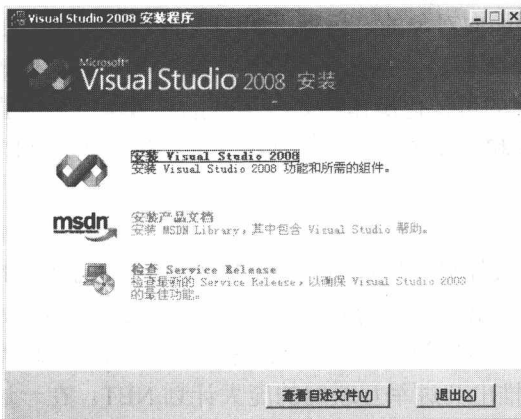 Visual Studio 2008 安装程序
Microsoft
Visual Studio 2008 安装
安装 Visual Studio 2008
安装 Visual Studio 2008 功能和所需的组件。
msdn
安装产品文档
安装 MSDN Library，其中包含 Visual Studio 帮助。
检查 Service Release
检查最新的 Service Release，以确保 Visual Studio 2008
的最佳功能。
查看自述文件(V)
退出(X)